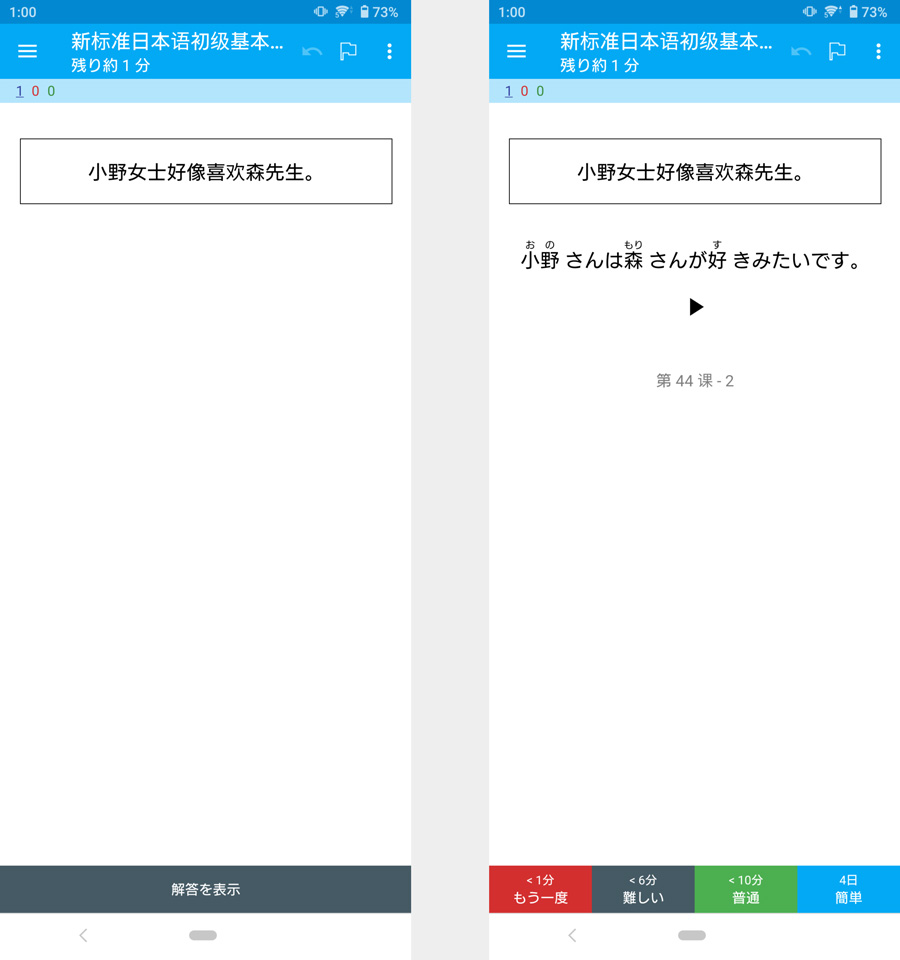 1:00
73%
新标准日本语初级基本...
残り約 1 分
1 0 0
小野女士好像喜欢森先生。
解答を表示
1:00
73%
新标准日本语初级基本...
残り約 1 分
1 0 0
小野女士好像喜欢森先生。
お の もり す
小野 さんは森 さんが好 きみたいです。
第 44 课 - 2
< 1分 < 6分 < 10分 4日
もう一度 難しい 普通 簡単